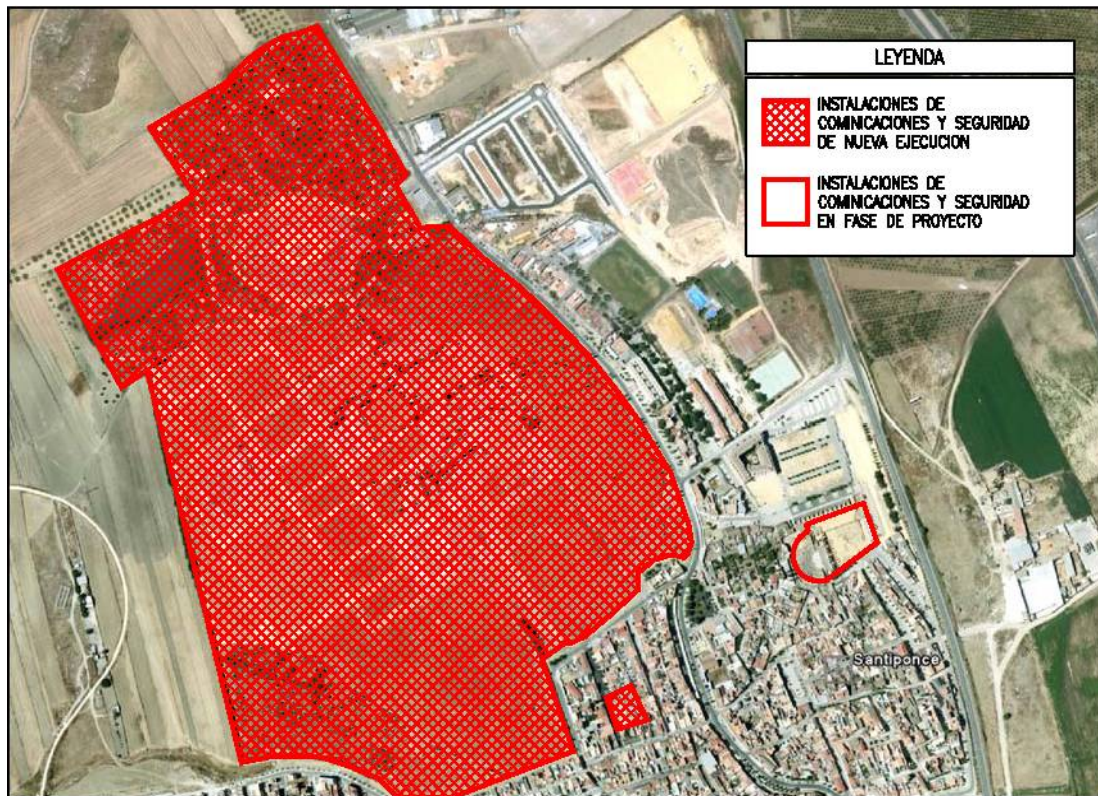 LEYENDA
INSTALACIONES DE
COMINICACIONES Y SEGURIDAD
DE NUEVA EJECUCION
INSTALACIONES DE
COMINICACIONES Y SEGURIDAD
EN FASE DE PROYECTO
Santiponce